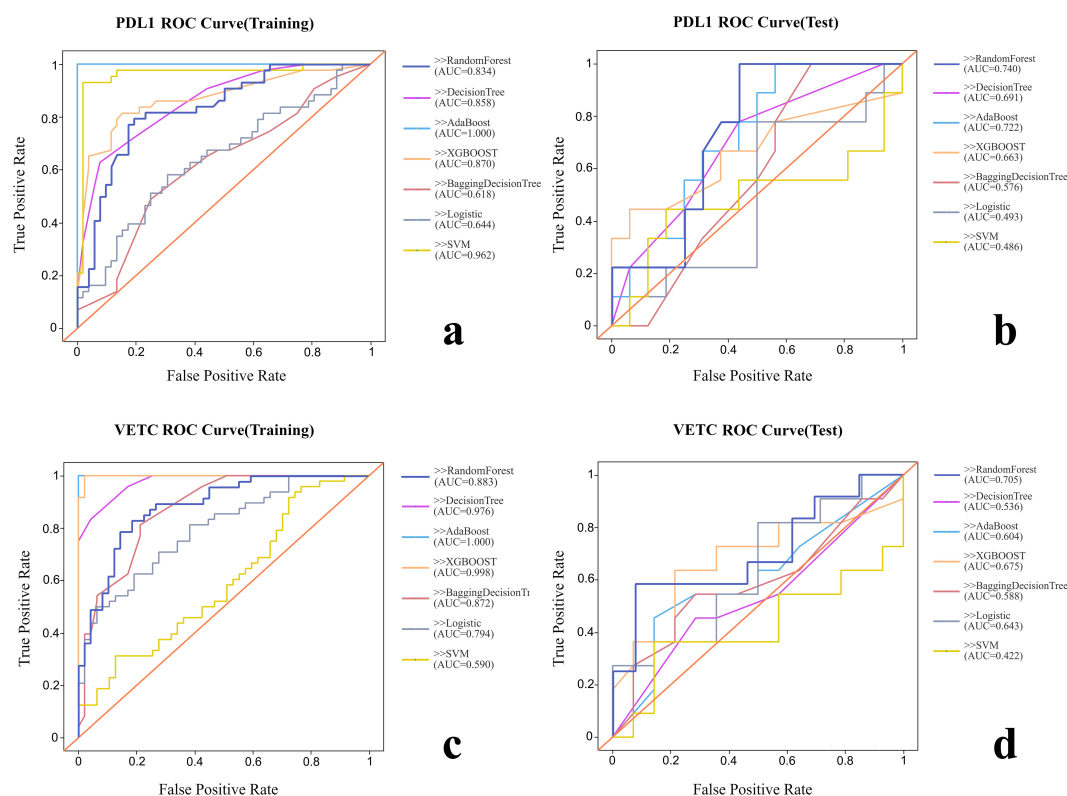 PDL1 ROC Curve(Training)
True Positive Rate
1
0.8
0.6
0.4
0.2
0
0 0.2 0.4 0.6 0.8 1
False Positive Rate
>>RandomForest
(AUC=0.834)
>>DecisionTree
(AUC=0.858)
>>AdaBoost
(AUC=1.000)
>>XGBOOST
(AUC=0.870)
>>BaggingDecisionTree
(AUC=0.618)
>>Logistic
(AUC=0.644)
>>SVM
(AUC=0.962)
a
PDL1 ROC Curve(Test)
True Positive Rate
1
0.8
0.6
0.4
0.2
0
0 0.2 0.4 0.6 0.8 1
False Positive Rate
>>RandomForest
(AUC=0.740)
>>DecisionTree
(AUC=0.691)
>>AdaBoost
(AUC=0.722)
>>XGBOOST
(AUC=0.663)
>>BaggingDecisionTree
(AUC=0.576)
>>Logistic
(AUC=0.493)
>>SVM
(AUC=0.486)
b
VETC ROC Curve(Training)
True Positive Rate
1
0.8
0.6
0.4
0.2
0
0 0.2 0.4 0.6 0.8 1
False Positive Rate
>>RandomForest
(AUC=0.883)
>>DecisionTree
(AUC=0.976)
>>AdaBoost
(AUC=1.000)
>>XGBOOST
(AUC=0.998)
>>BaggingDecisionTr
(AUC=0.872)
>>Logistic
(AUC=0.794)
>>SVM
(AUC=0.590)
c
VETC ROC Curve(Test)
True Positive Rate
1
0.8
0.6
0.4
0.2
0
0 0.2 0.4 0.6 0.8 1
False Positive Rate
>>RandomForest
(AUC=0.705)
>>DecisionTree
(AUC=0.536)
>>AdaBoost
(AUC=0.604)
>>XGBOOST
(AUC=0.675)
>>BaggingDecisionTree
(AUC=0.588)
>>Logistic
(AUC=0.643)
>>SVM
(AUC=0.422)
d